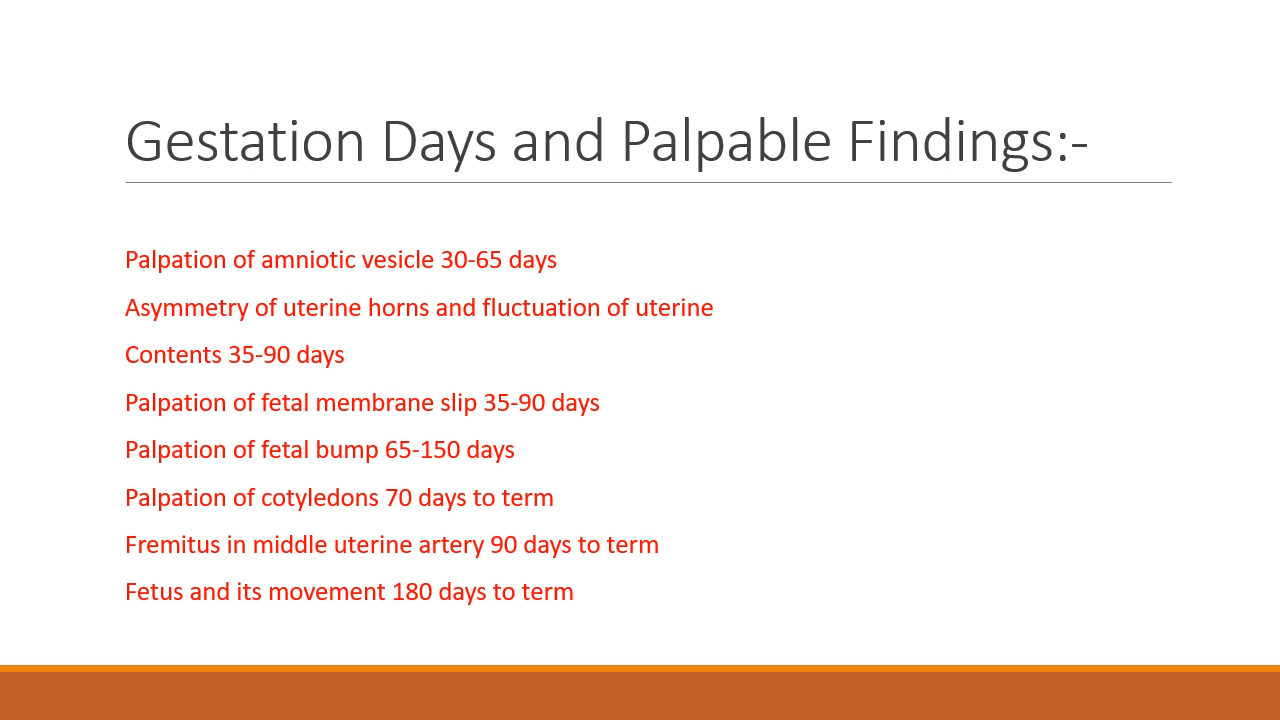 Gestation Days and Palpable Findings:-
Palpation of amniotic vesicle 30-65 days
Asymmetry of uterine horns and fluctuation of uterine
Contents 35-90 days
Palpation of fetal membrane slip 35-90 days
Palpation of fetal bump 65-150 days
Palpation of cotyledons 70 days to term
Fremitus in middle uterine artery 90 days to term
Fetus and its movement 180 days to term